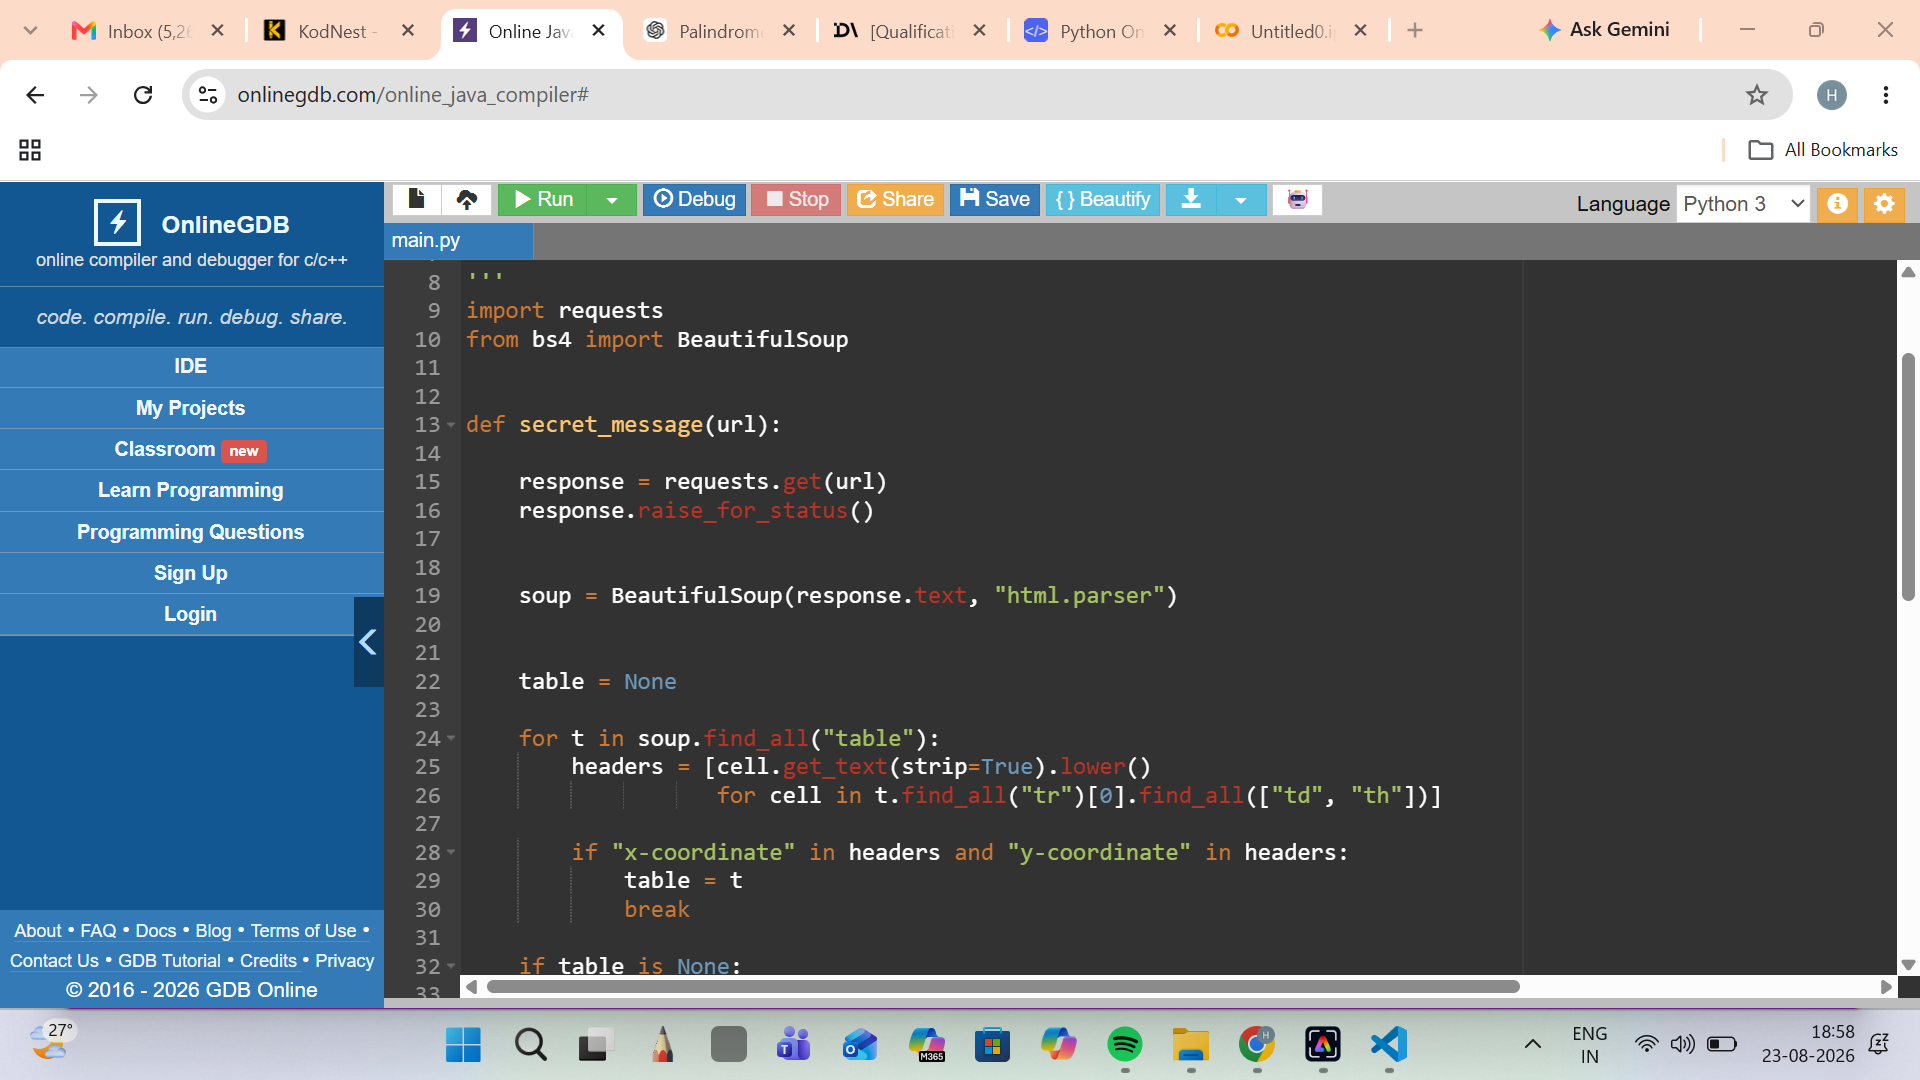 Inbox (5,26
KodNest -
Online Java
Palindrome
[Qualificati
Python On
Untitled0.i
Ask Gemini
onlinegdb.com/online_java_compiler#
H
All Bookmarks
OnlineGDB
online compiler and debugger for c/c++
code. compile. run. debug. share.
IDE
My Projects
Classroom new
Learn Programming
Programming Questions
Sign Up
Login
About • FAQ • Docs • Blog • Terms of Use •
Contact Us • GDB Tutorial • Credits • Privacy
© 2016 - 2026 GDB Online
Run Debug Stop Share Save { } Beautify
Language Python 3
main.py
8 '''
9 import requests
10 from bs4 import BeautifulSoup
11
12
13 def secret_message(url):
14
15     response = requests.get(url)
16     response.raise_for_status()
17
18
19     soup = BeautifulSoup(response.text, "html.parser")
20
21
22     table = None
23
24     for t in soup.find_all("table"):
25         headers = [cell.get_text(strip=True).lower()
26                    for cell in t.find_all("tr")[0].find_all(["td", "th"])]
27
28         if "x-coordinate" in headers and "y-coordinate" in headers:
29             table = t
30             break
31
32     if table is None:
33
27°
M365
H
ENG
IN
18:58
23-08-2026